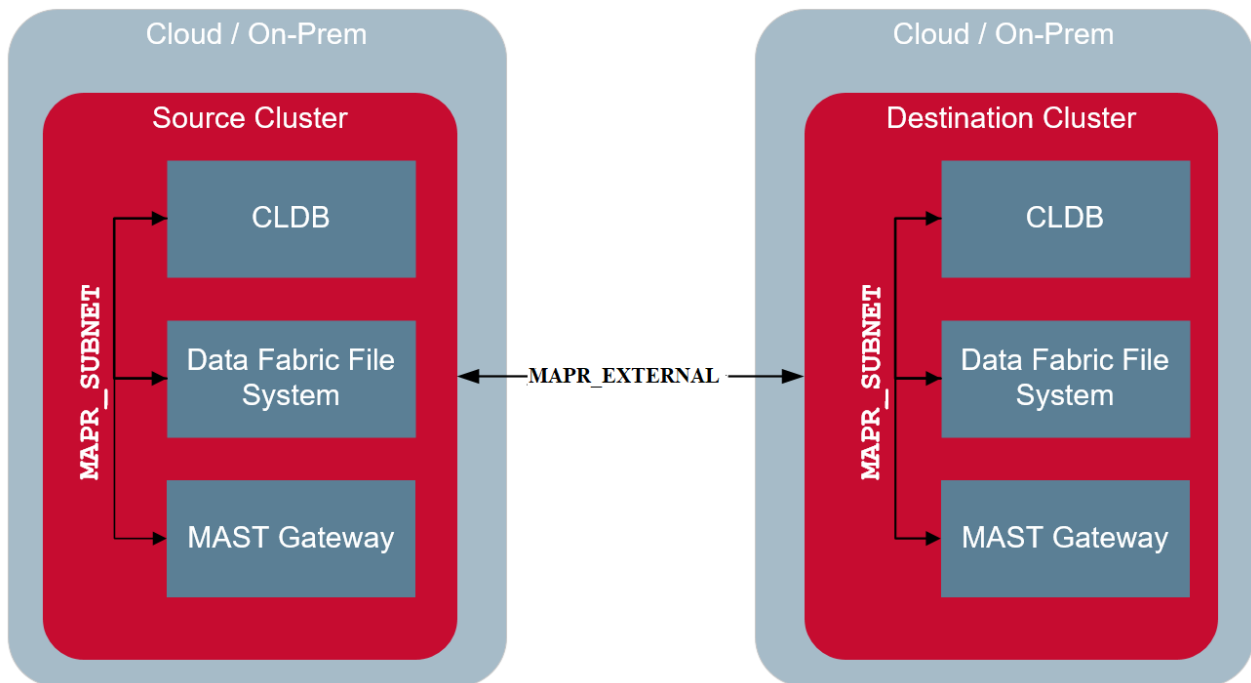 Cloud / On-Prem
Source Cluster
CLDB
MAPR_SUBNET
Data Fabric File
System
MAST Gateway
MAPR_EXTERNAL
Cloud / On-Prem
Destination Cluster
CLDB
MAPR_SUBNET
Data Fabric File
System
MAST Gateway